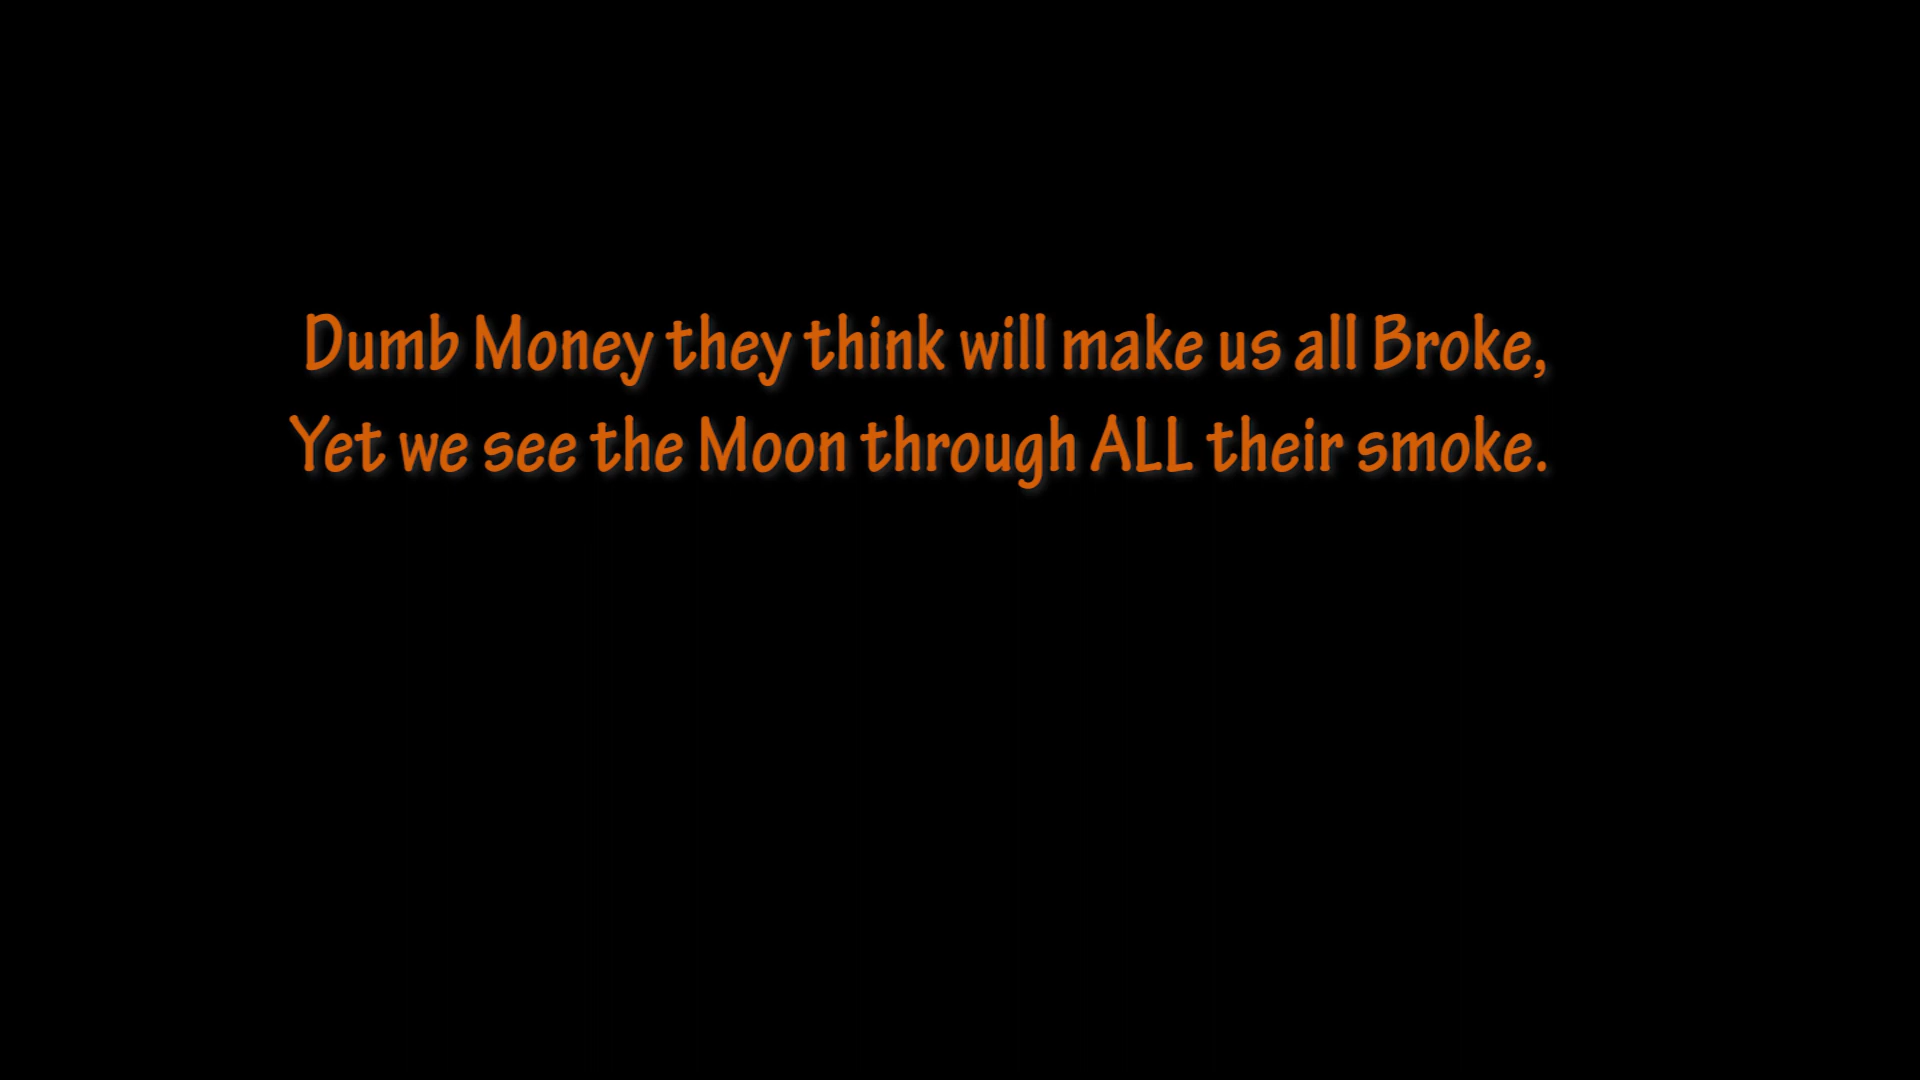 Dumb Money they think will make us all Broke,
Yet we see the Moon through ALL their smoke.